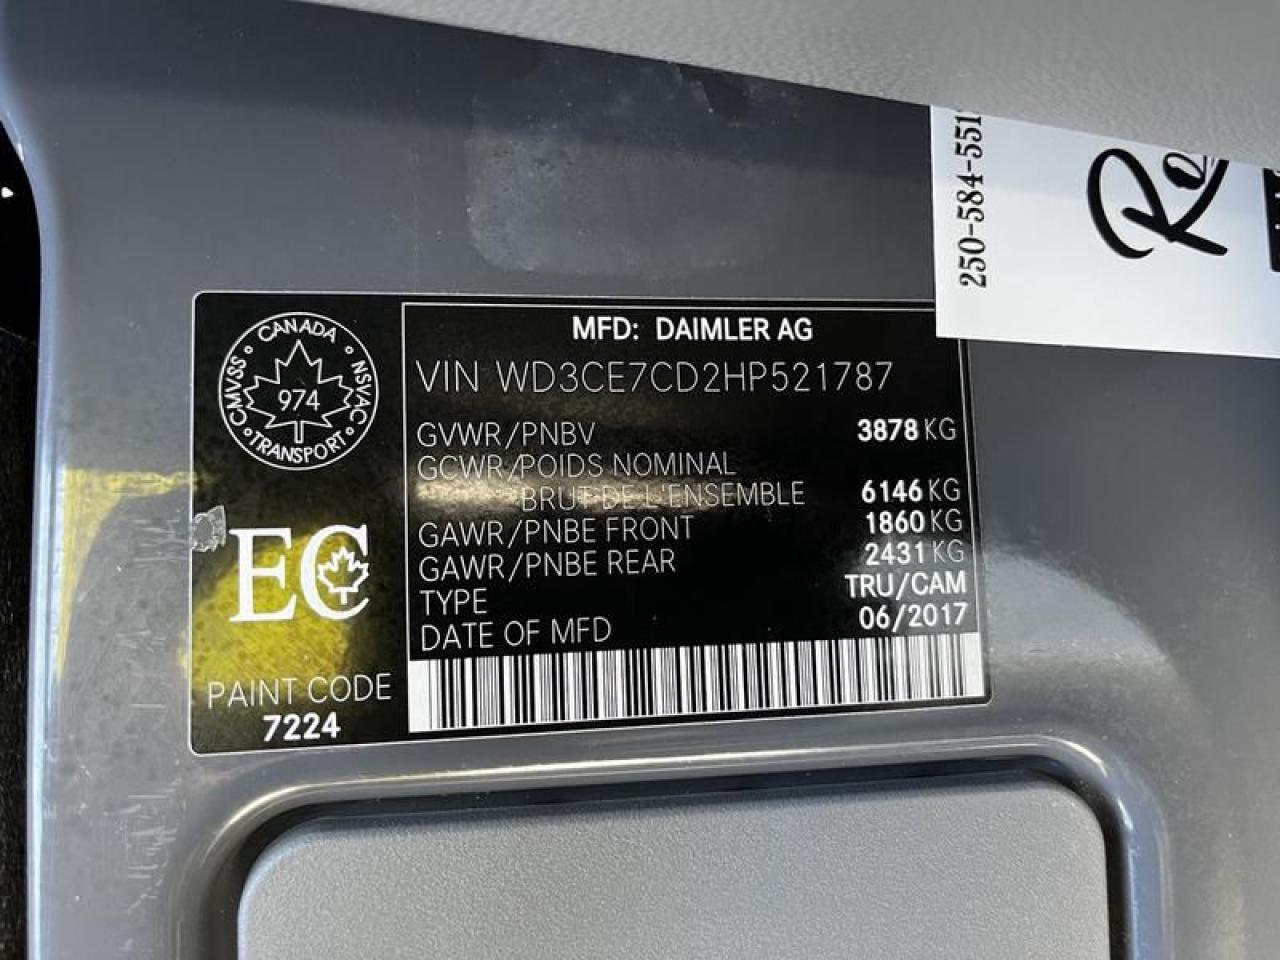 250-584-551
MFD: DAIMLER AG
VIN WD3CE7CD2HP521787
CANADA
CMVSS
NSVAC
974
TRANSPORT
GVWR/PNBV 3878 KG
GCWR/POIDS NOMINAL
BRUT DE L'ENSEMBLE 6146 KG
GAWR/PNBE FRONT 1860 KG
GAWR/PNBE REAR 2431 KG
TYPE TRU/CAM
DATE OF MFD 06/2017
EC
PAINT CODE
7224